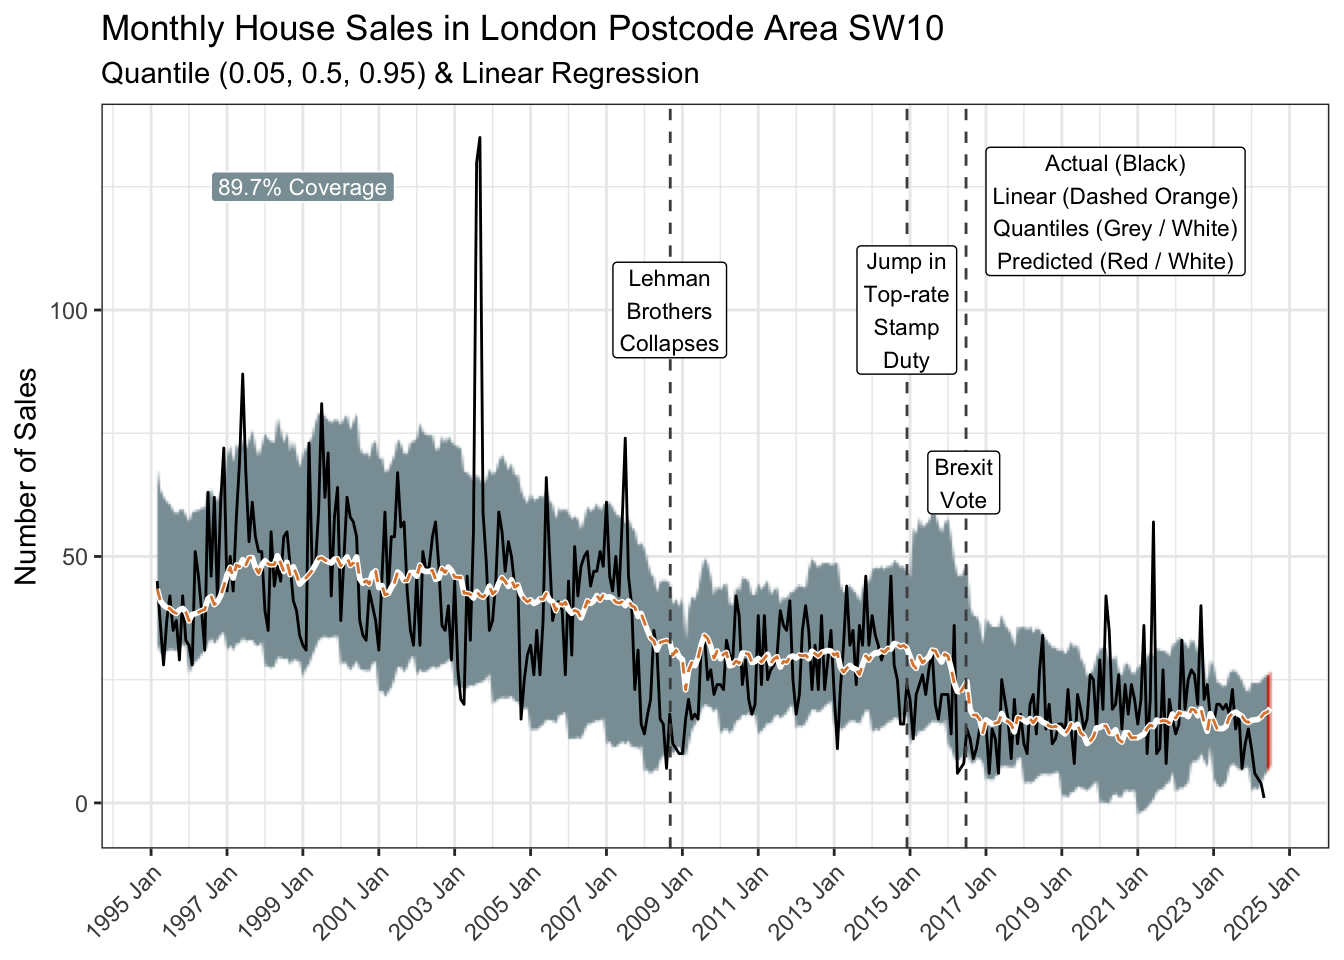 Monthly House Sales in London Postcode Area SW10
Quantile (0.05, 0.5, 0.95) & Linear Regression
Number of Sales
100
50
0
89.7% Coverage
Lehman
Brothers
Collapses
Jump in
Top-rate
Stamp
Duty
Brexit
Vote
Actual (Black)
Linear (Dashed Orange)
Quantiles (Grey / White)
Predicted (Red / White)
1995 Jan
1997 Jan
1999 Jan
2001 Jan
2003 Jan
2005 Jan
2007 Jan
2009 Jan
2011 Jan
2013 Jan
2015 Jan
2017 Jan
2019 Jan
2021 Jan
2023 Jan
2025 Jan